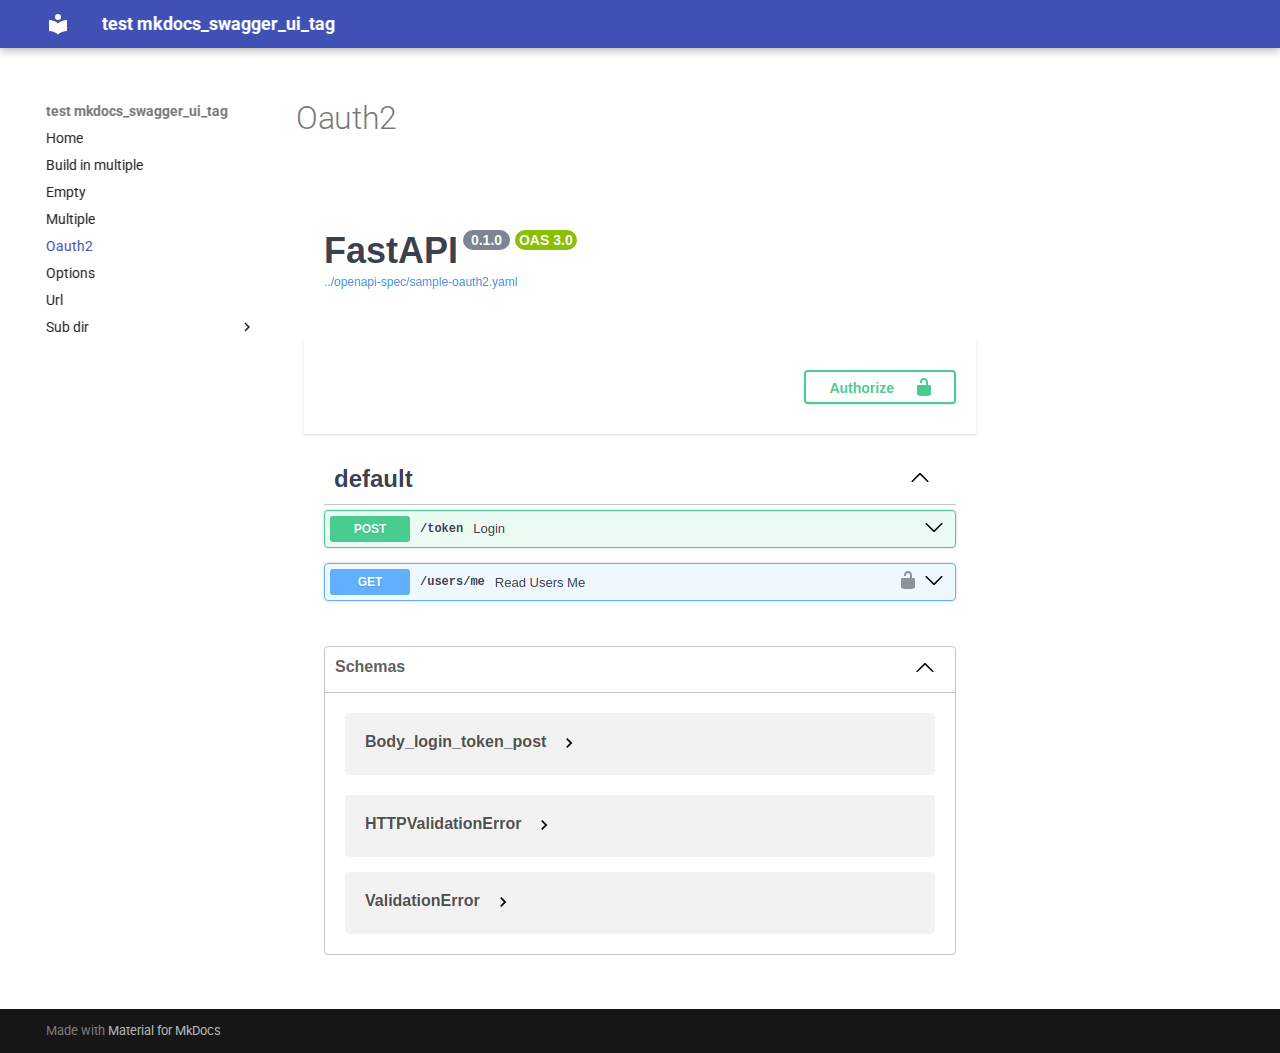 test mkdocs_swagger_ui_tag
test mkdocs_swagger_ui_tag
Home
Build in multiple
Empty
Multiple
Oauth2
Options
Url
Sub dir
Oauth2
FastAPI 0.1.0 OAS 3.0
../openapi-spec/sample-oauth2.yaml
Authorize
default
POST /token Login
GET /users/me Read Users Me
Schemas
Body_login_token_post
HTTPValidationError
ValidationError
Made with Material for MkDocs